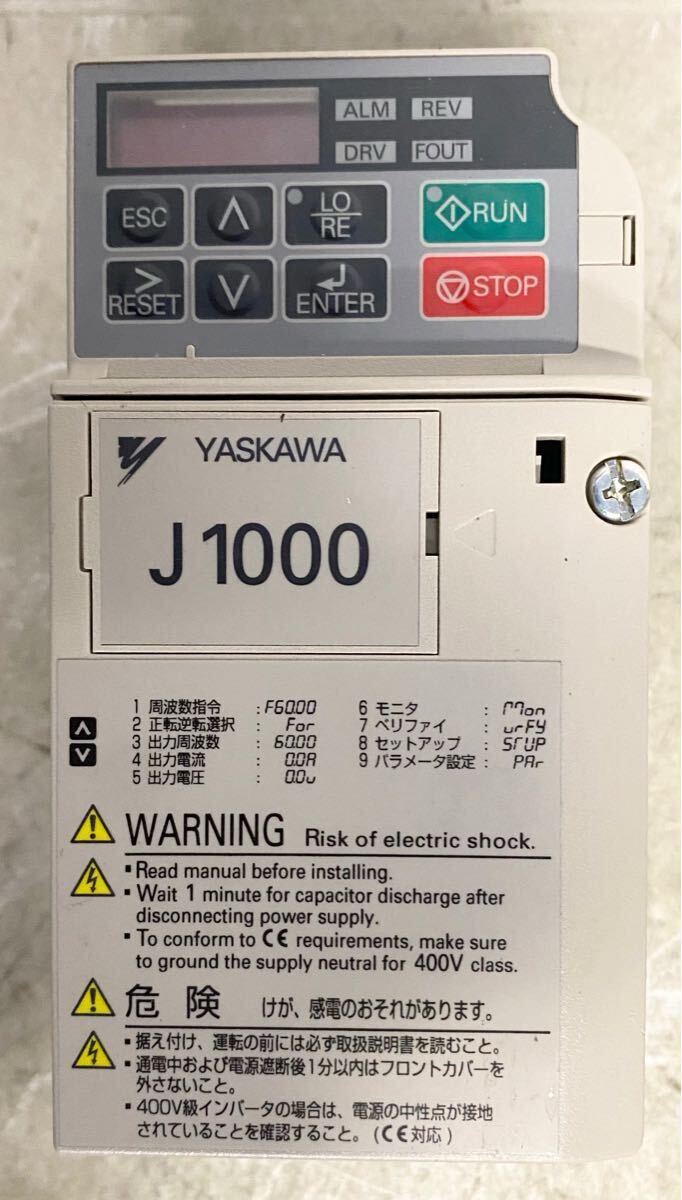 ALM REV
DRV FOUT
ESC ∧ LO/RE RUN
> RESET ∨ ENTER STOP
YASKAWA
J1000
1 周波数指令 : F60.00
2 正転逆転選択 : For
3 出力周波数 : 60.00
4 出力電流 : 0.0A
5 出力電圧 : 0.0v
6 モニタ : Mon
7 ベリファイ : vrFY
8 セットアップ : STUP
9 パラメータ設定 : PAr
WARNING Risk of electric shock.
▪ Read manual before installing.
▪ Wait 1 minute for capacitor discharge after
disconnecting power supply.
▪ To conform to CE requirements, make sure
to ground the supply neutral for 400V class.
危 険 けが、感電のおそれがあります。
▪ 据え付け、運転の前には必ず取扱説明書を読むこと。
▪ 通電中および電源遮断後1分以内はフロントカバーを
外さないこと。
▪ 400V級インバータの場合は、電源の中性点が接地
されていることを確認すること。(CE対応)